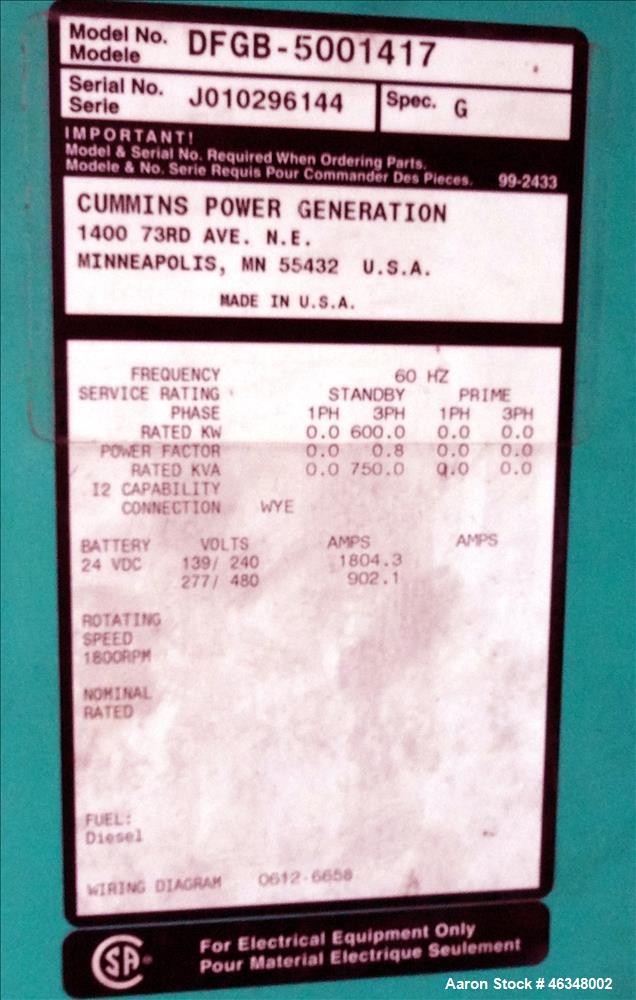 Model No. DFGB-5001417
Modele
Serial No. J010296144 Spec. G
Serie
IMPORTANT!
Model & Serial No. Required When Ordering Parts.
Modele & No. Serie Requis Pour Commander Des Pieces. 99-2433
CUMMINS POWER GENERATION
1400 73RD AVE. N.E.
MINNEAPOLIS, MN 55432 U.S.A.
MADE IN U.S.A.
FREQUENCY 60 HZ
SERVICE RATING STANDBY PRIME
PHASE 1PH 3PH 1PH 3PH
RATED KW 0.0 600.0 0.0 0.0
POWER FACTOR 0.0 0.8 0.0 0.0
RATED KVA 0.0 750.0 0.0 0.0
I2 CAPABILITY
CONNECTION WYE
BATTERY VOLTS AMPS AMPS
24 VDC 139/ 240 1804.3
277/ 480 902.1
ROTATING
SPEED
1800RPM
NOMINAL
RATED
FUEL:
Diesel
WIRING DIAGRAM 0612-6658
CSA ® For Electrical Equipment Only
Pour Material Electrique Seulement
Aaron Stock # 46348002